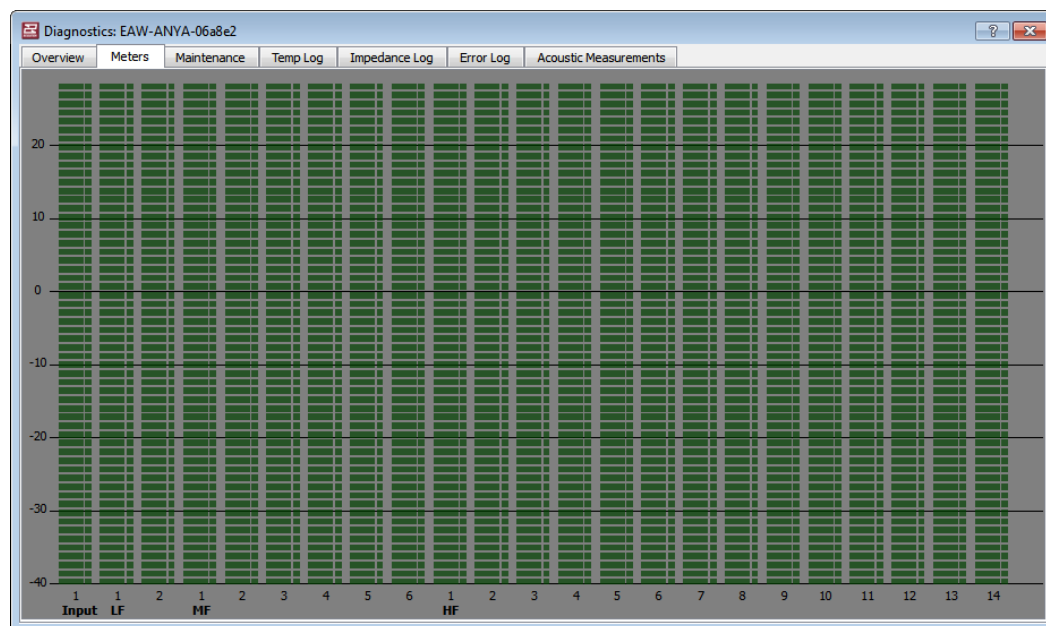 Diagnostics: EAW-ANYA-06a8e2
Overview Meters Maintenance Temp Log Impedance Log Error Log Acoustic Measurements
20
10
0
-10
-20
-30
-40
1 1 2 1 2 3 4 5 6 1 2 3 4 5 6 7 8 9 10 11 12 13 14
Input LF MF HF